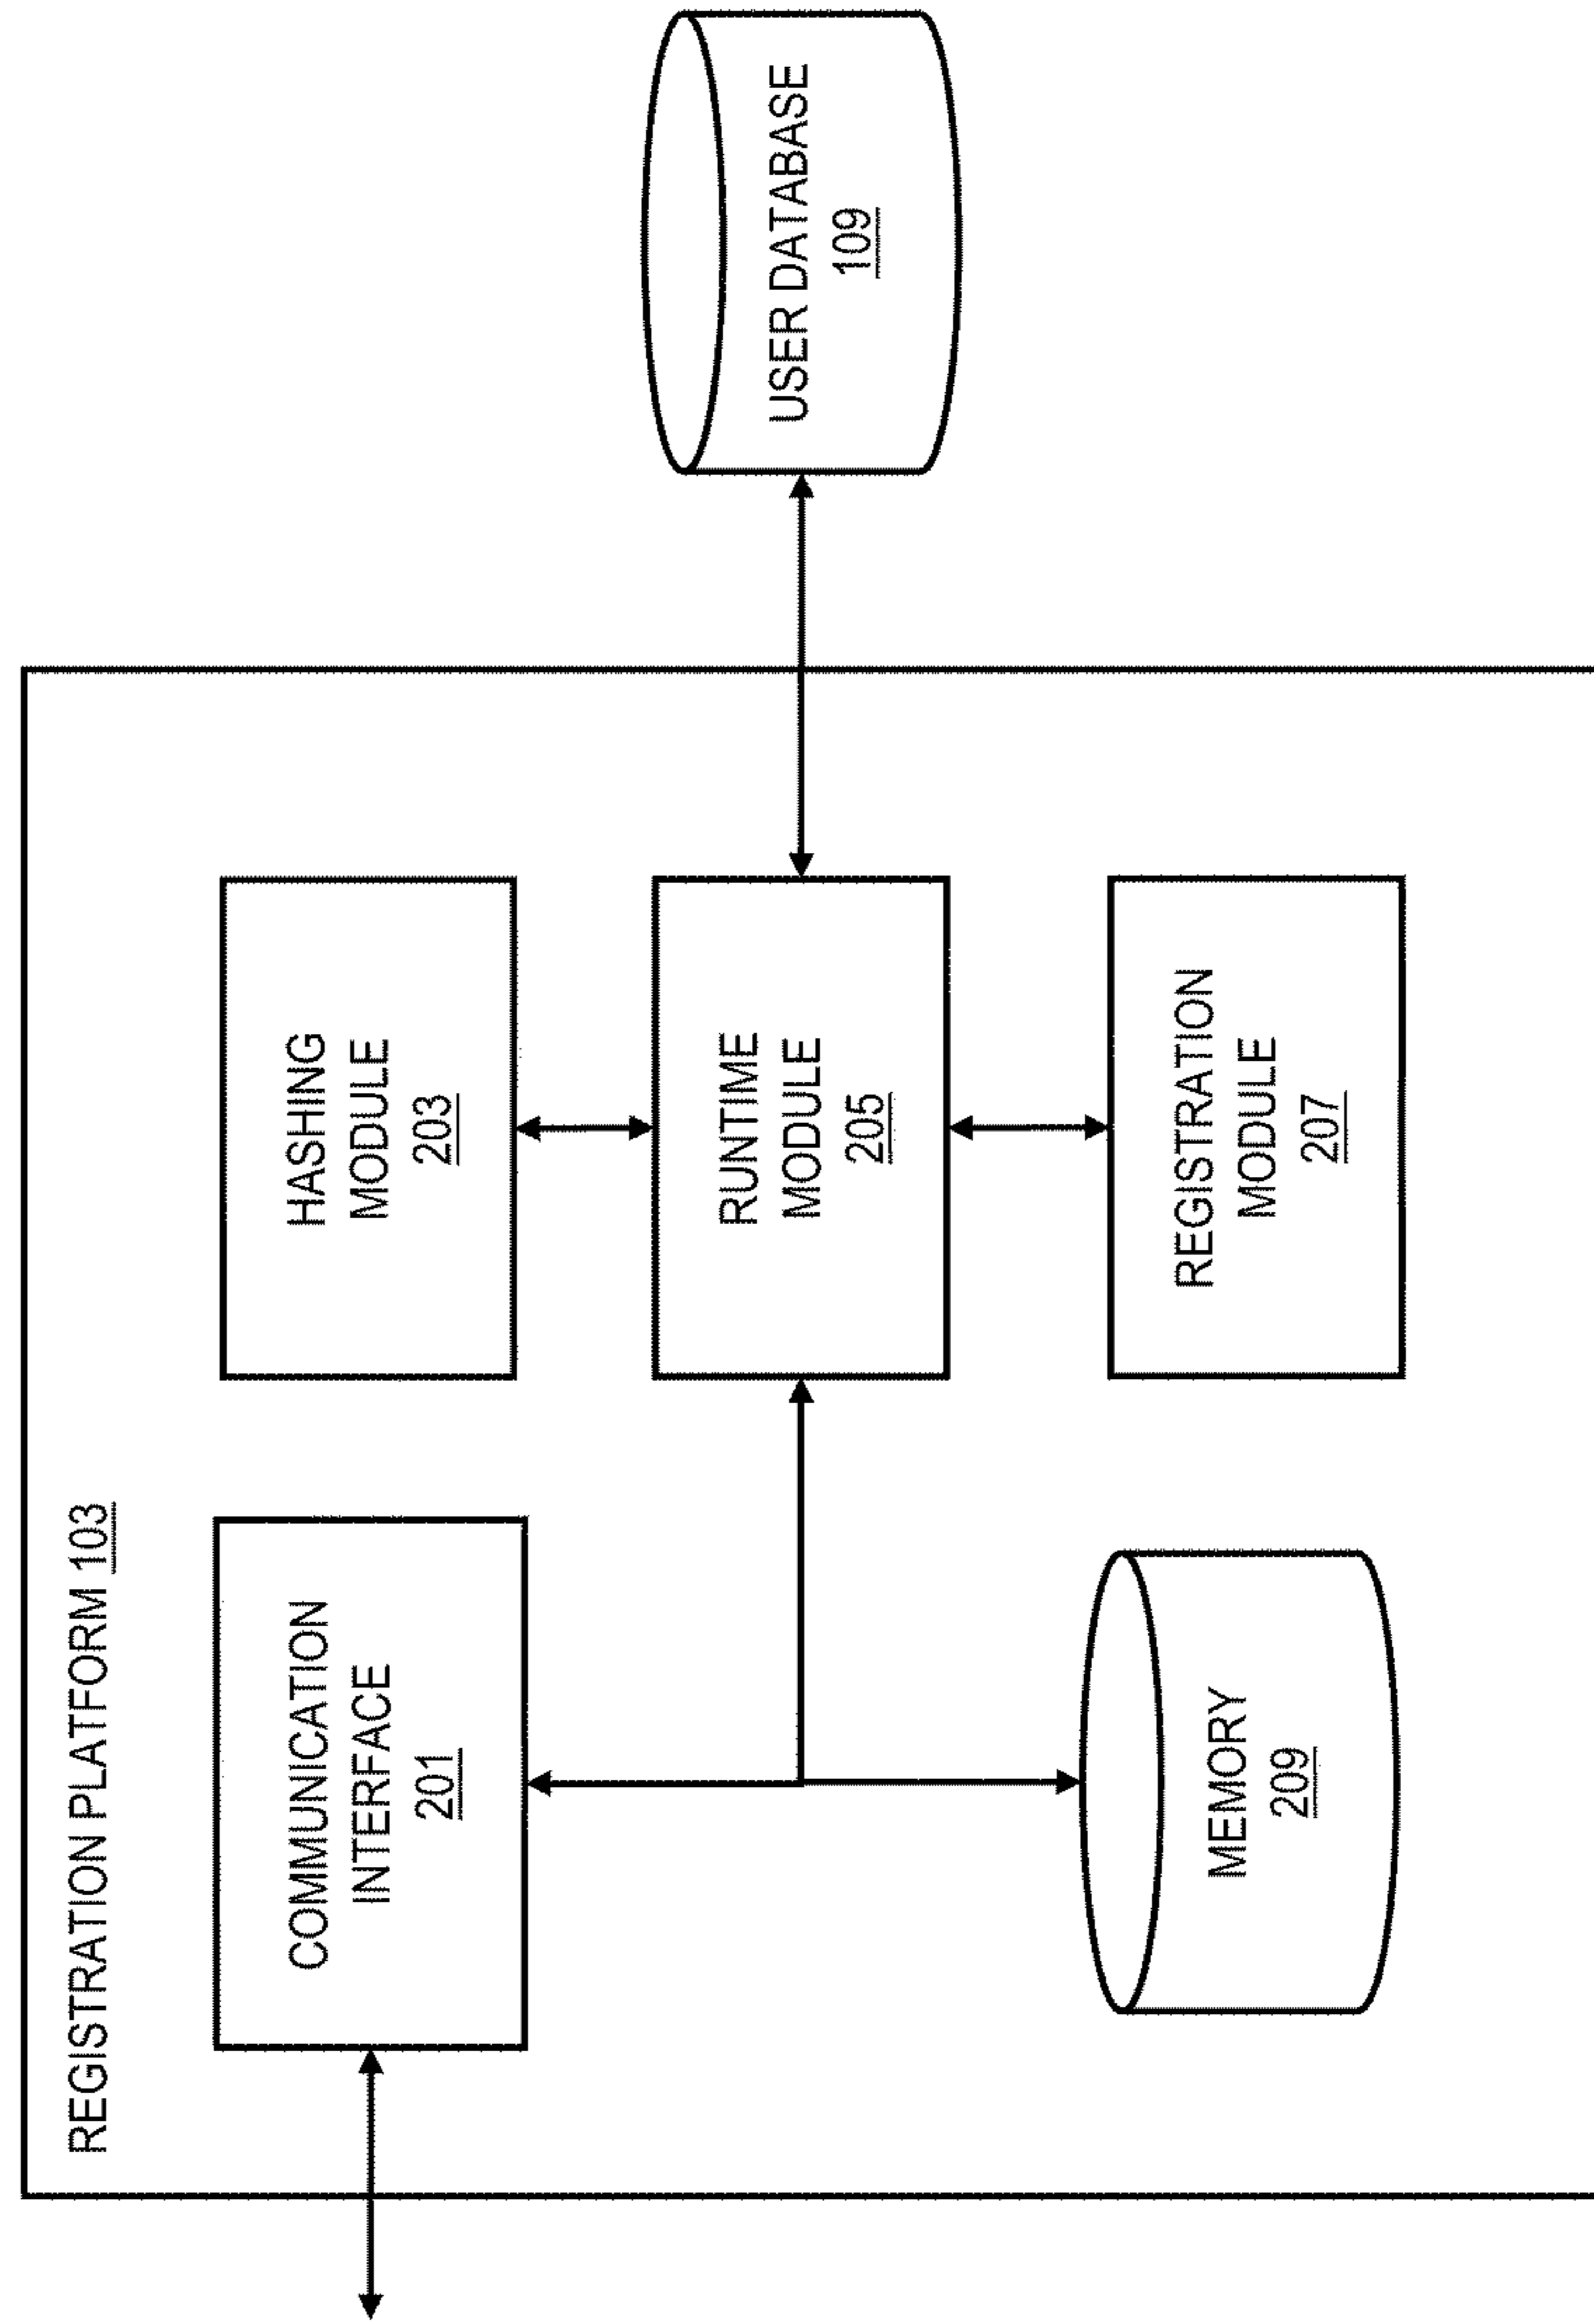 REGISTRATION PLATFORM 103
COMMUNICATION
INTERFACE
201
HASHING
MODULE
203
RUNTIME
MODULE
205
USER DATABASE
109
MEMORY
209
REGISTRATION
MODULE
207